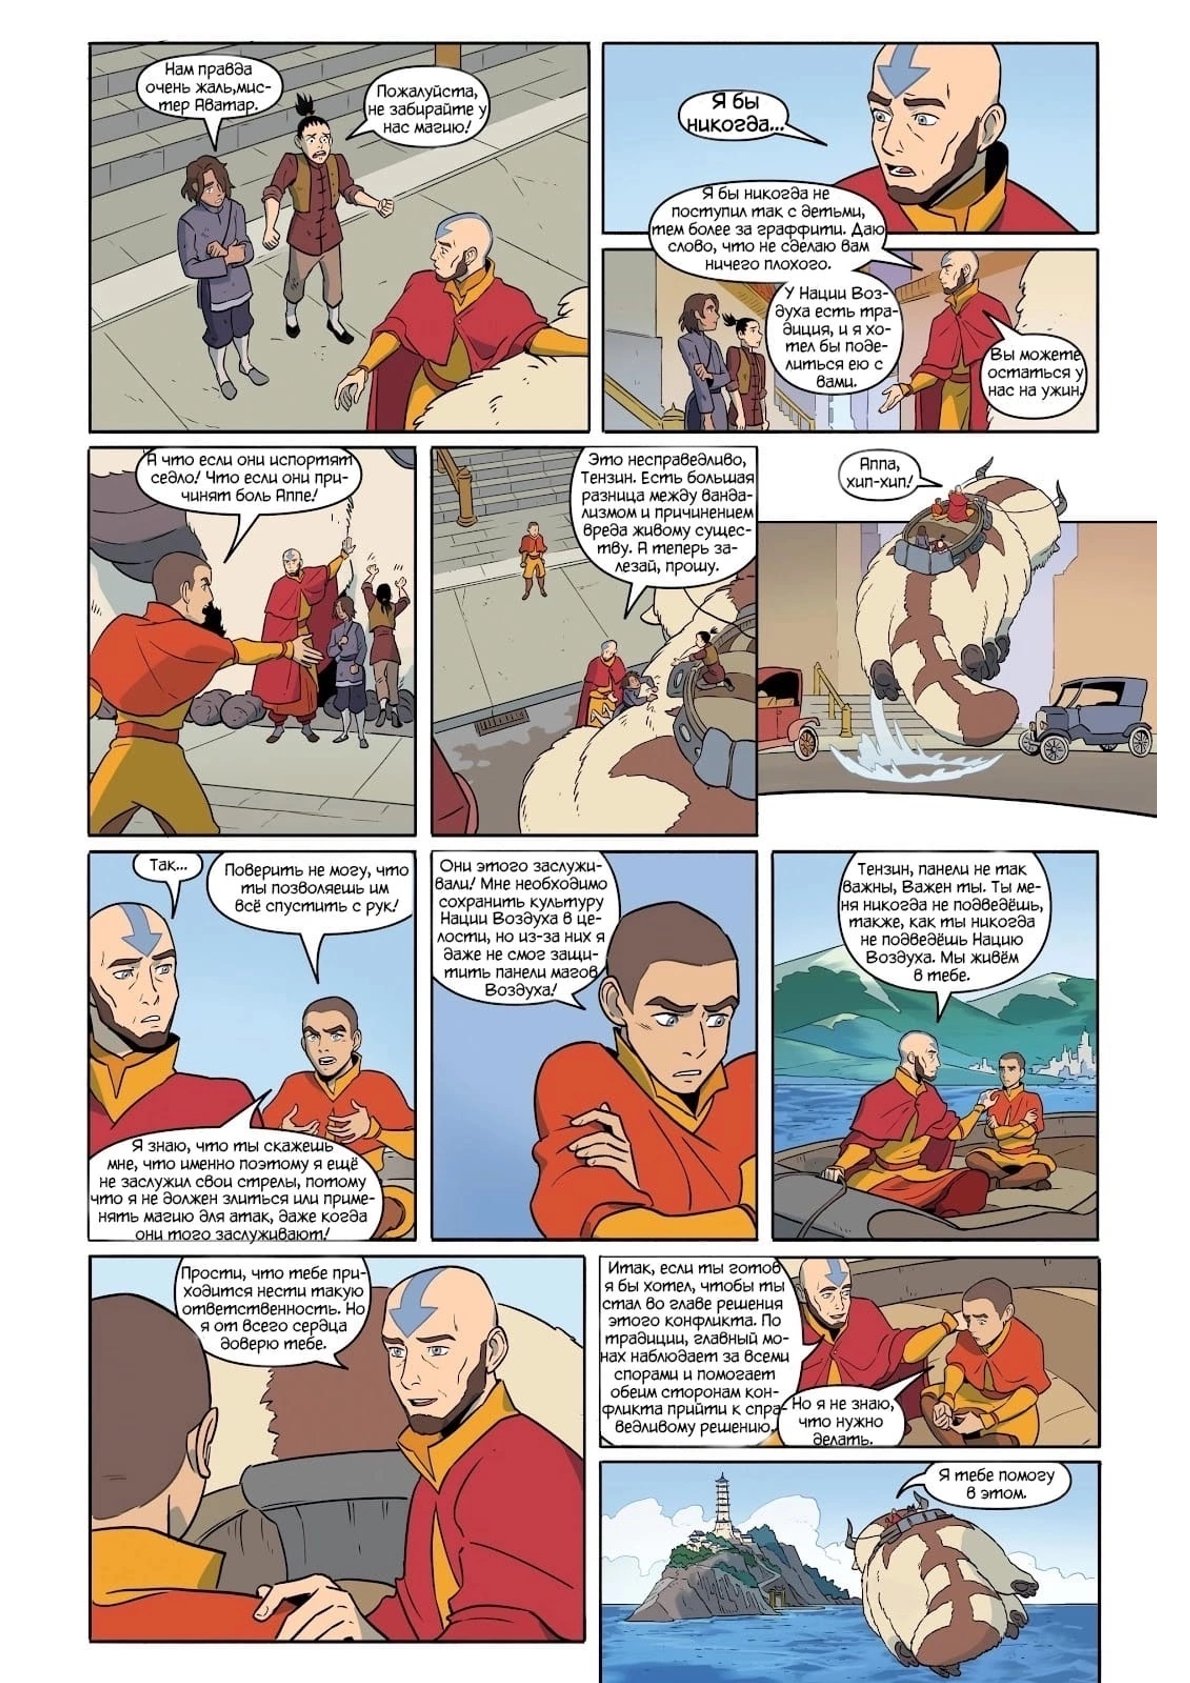 Нам правда
очень жаль,мис-
тер Аватар.
Пожалуйста,
не забирайте у
нас магию!
Я бы
никогда...
Я бы никогда не
поступил так с детьми,
тем более за граффити. Даю
слово, что не сделаю вам
ничего плохого.
У Нации Воз-
духа есть тра-
диция, и я хо-
тел бы поде-
литься ею с
вами.
Вы можете
остаться у
нас на ужин.
А что если они испортят
седло! Что если они при-
чинят боль Аппе!
Это несправедливо,
Тензин. Есть большая
разница между ванда-
лизмом и причинением
вреда живому сущес-
тву. А теперь за-
лезай, прошу.
Аппа,
хип-хип!
Так...
Поверить не могу, что
ты позволяешь им
всё спустить с рук!
Я знаю, что ты скажешь
мне, что именно поэтому я ещё
не заслужил свои стрелы, потому
что я не должен злиться или приме-
нять магию для атак, даже когда
они того заслуживают!
Они этого заслужи-
вали! Мне необходимо
сохранить культуру
Нации Воздуха в це-
лости, но из-за них я
даже не смог защи-
тить панели магов
Воздуха!
Тензин, панели не так
важны, Важен ты. Ты ме-
ня никогда не подведёшь,
также, как ты никогда
не подведёшь Нацию
Воздуха. Мы живём
в тебе.
Прости, что тебе при-
ходится нести такую
ответственность. Но
я от всего сердца
доверю тебе.
Итак, если ты готов
я бы хотел, чтобы ты
стал во главе решения
этого конфликта. По
традиции, главный мо-
нах наблюдает за всеми
спорами и помогает
обеим сторонам кон-
фликта прийти к спра-
ведливому решению.
Но я не знаю,
что нужно
делать.
Я тебе помогу
в этом.